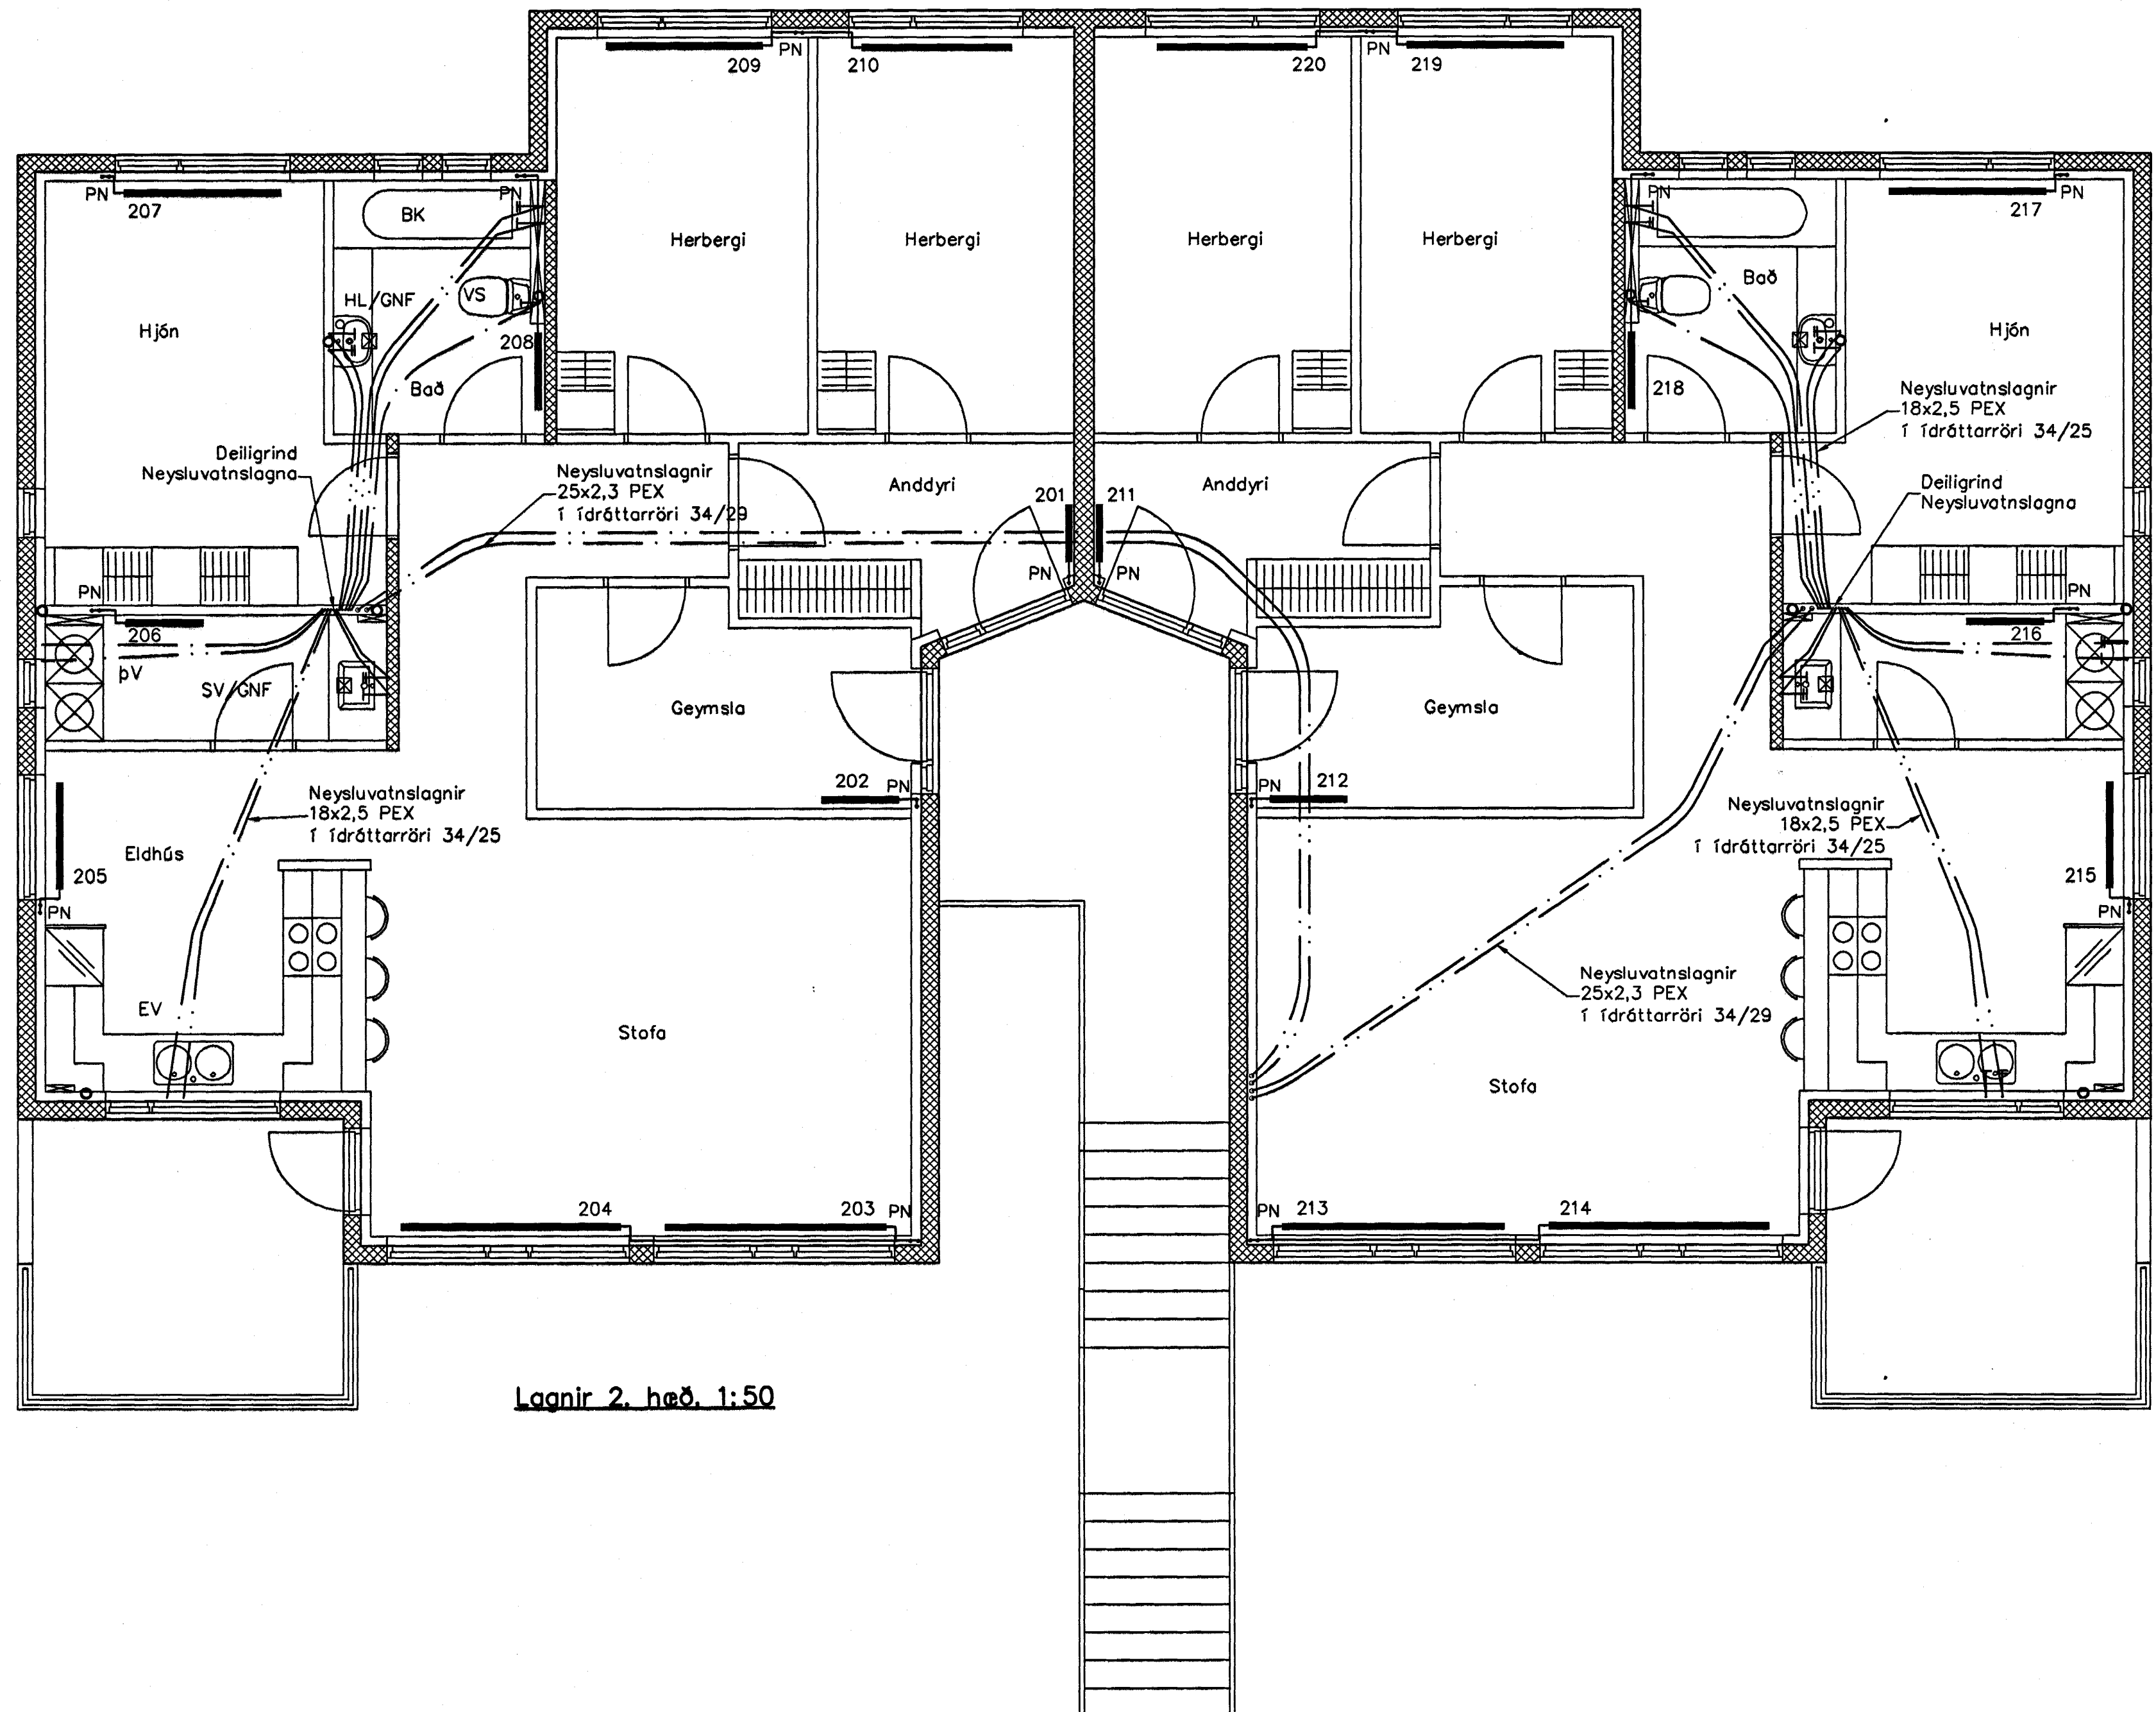 209
PN
210
220
PN
219
PN
207
BK
PN
PN
217
Herbergi
Herbergi
Herbergi
Herbergi
HL/GNF
VS
Bað
Hjón
Hjón
208
Bað
218
Neysluvatnslagnir
18x2,5 PEX
í ídráttarröri 34/25
Deiligrind
Neysluvatnslagna
Neysluvatnslagnir
25x2,3 PEX
í ídráttarröri 34/29
Anddyri
201
211
Anddyri
Deiligrind
Neysluvatnslagna
PN
PN
PN
PN
206
216
þV
SV/GNF
Geymsla
Geymsla
202
PN
PN
212
Neysluvatnslagnir
18x2,5 PEX
í ídráttarröri 34/25
Neysluvatnslagnir
18x2,5 PEX
í ídráttarröri 34/25
Eldhús
205
PN
215
PN
EV
Stofa
Neysluvatnslagnir
25x2,3 PEX
í ídráttarröri 34/29
Stofa
204
203
PN
PN
213
214
Lagnir 2. hæð. 1:50